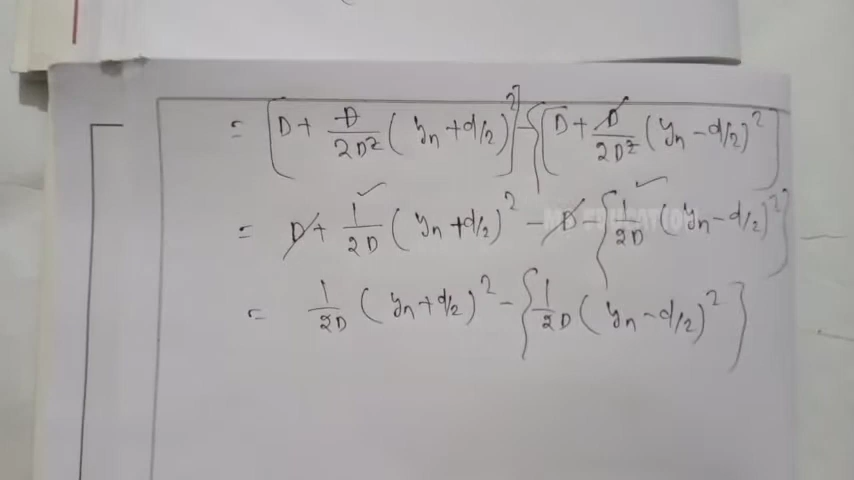 = [D + D/2D² (yn + d/2)²] - {[D + D/2D² (yn - d/2)²]
= D + 1/2D (yn + d/2)² - D {1/2D (yn - d/2)²}
= 1/2D (yn + d/2)² - {1/2D (yn - d/2)²}